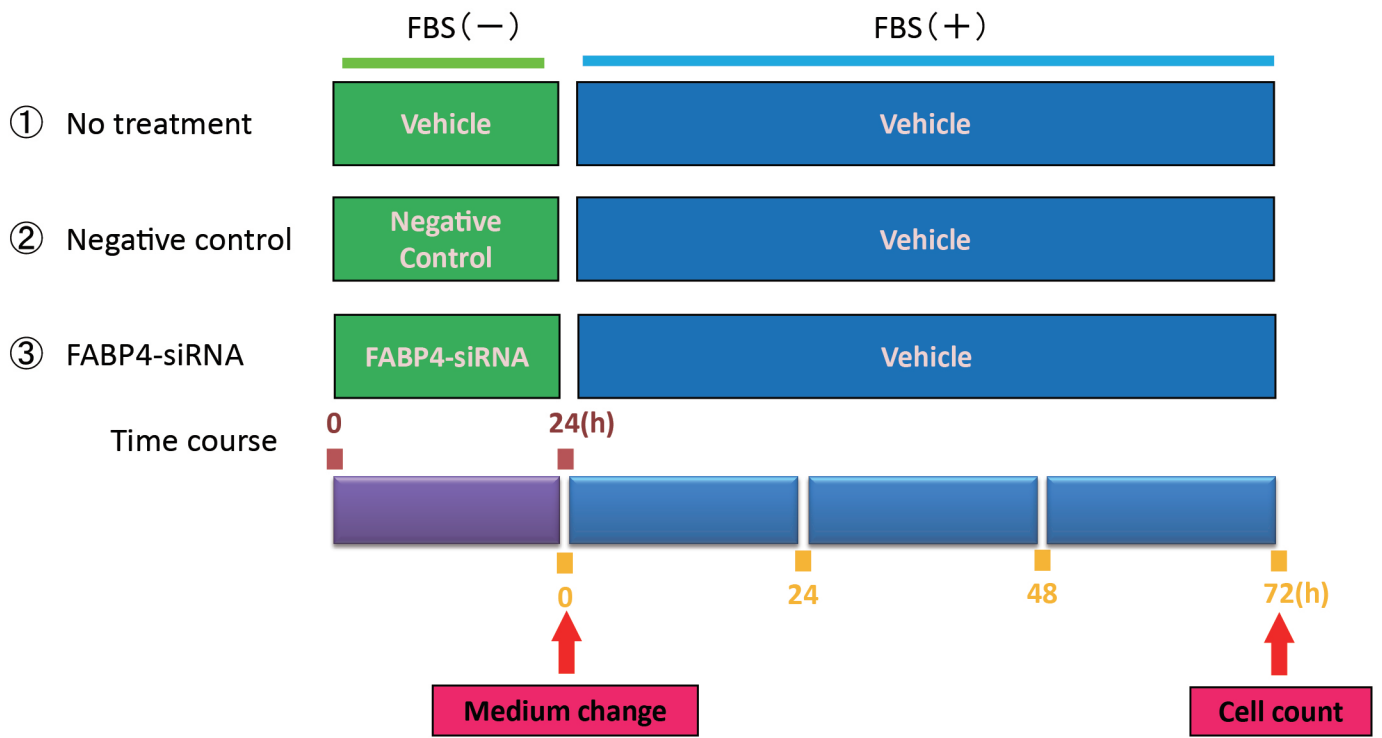 FBS(－) FBS(＋)
① No treatment Vehicle Vehicle
② Negative control Negative Control Vehicle
③ FABP4-siRNA FABP4-siRNA Vehicle
0 24(h)
Time course
0 24 48 72(h)
Medium change Cell count